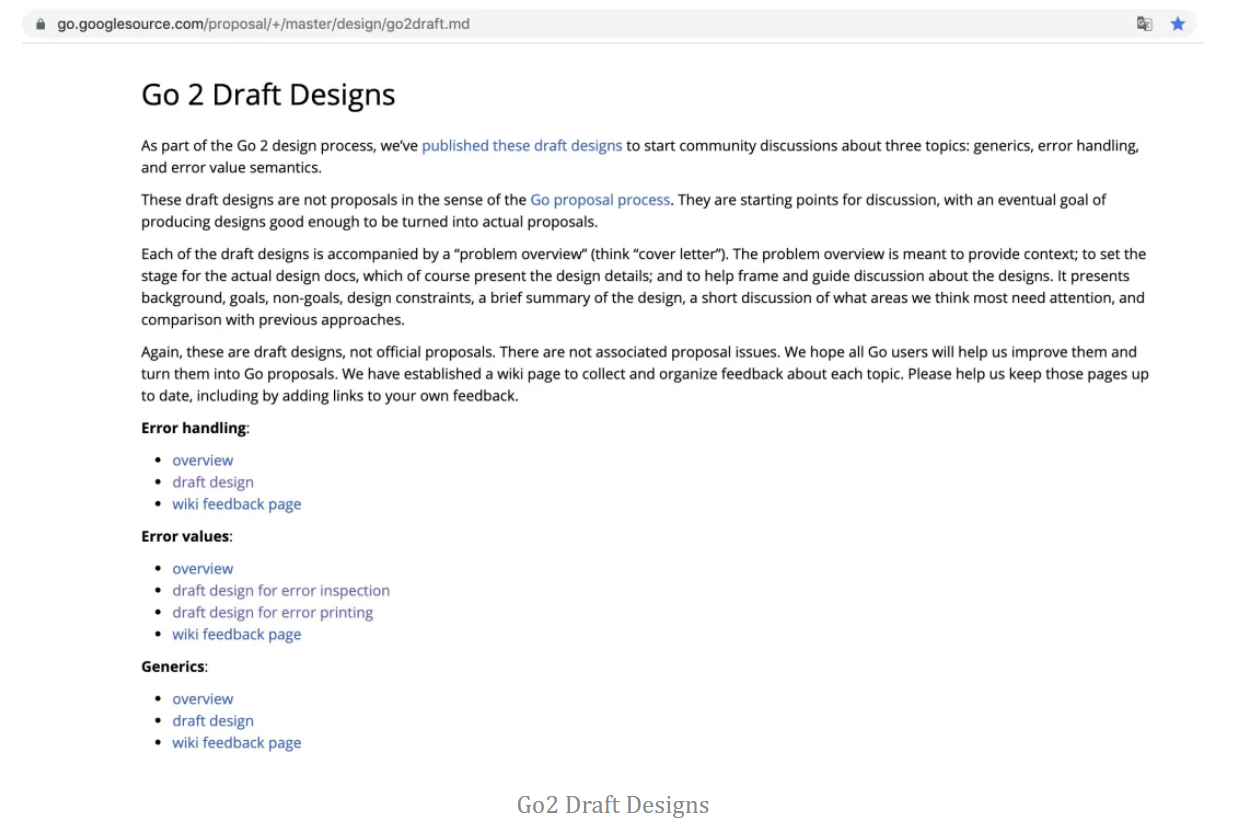 go.googlesource.com/proposal/+/master/design/go2draft.md
Go 2 Draft Designs
As part of the Go 2 design process, we've published these draft designs to start community discussions about three topics: generics, error handling,
and error value semantics.
These draft designs are not proposals in the sense of the Go proposal process. They are starting points for discussion, with an eventual goal of
producing designs good enough to be turned into actual proposals.
Each of the draft designs is accompanied by a “problem overview” (think “cover letter”). The problem overview is meant to provide context; to set the
stage for the actual design docs, which of course present the design details; and to help frame and guide discussion about the designs. It presents
background, goals, non-goals, design constraints, a brief summary of the design, a short discussion of what areas we think most need attention, and
comparison with previous approaches.
Again, these are draft designs, not official proposals. There are not associated proposal issues. We hope all Go users will help us improve them and
turn them into Go proposals. We have established a wiki page to collect and organize feedback about each topic. Please help us keep those pages up
to date, including by adding links to your own feedback.
Error handling:
• overview
• draft design
• wiki feedback page
Error values:
• overview
• draft design for error inspection
• draft design for error printing
• wiki feedback page
Generics:
• overview
• draft design
• wiki feedback page
Go2 Draft Designs